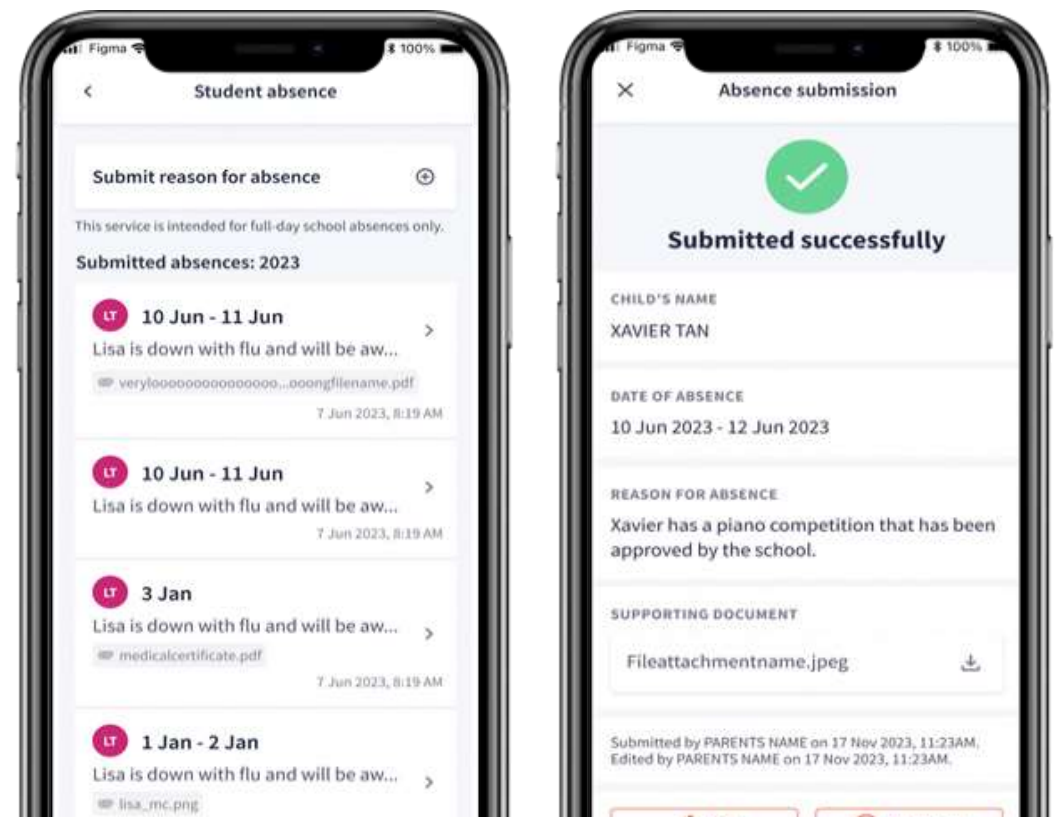 Figma
100%
Student absence
Submit reason for absence
This service is intended for full-day school absences only.
Submitted absences: 2023
LT
10 Jun - 11 Jun
Lisa is down with flu and will be aw...
verylooooooooooooooo...ooongfilename.pdf
7 Jun 2023, 8:19 AM
LT
10 Jun - 11 Jun
Lisa is down with flu and will be aw...
7 Jun 2023, 8:19 AM
LT
3 Jan
Lisa is down with flu and will be aw...
medicalcertificate.pdf
7 Jun 2023, 8:19 AM
LT
1 Jan - 2 Jan
Lisa is down with flu and will be aw...
lisa_mc.png
Figma
100%
Absence submission
Submitted successfully
CHILD'S NAME
XAVIER TAN
DATE OF ABSENCE
10 Jun 2023 - 12 Jun 2023
REASON FOR ABSENCE
Xavier has a piano competition that has been
approved by the school.
SUPPORTING DOCUMENT
Fileattachmentname.jpeg
Submitted by PARENTS NAME on 17 Nov 2023, 11:23AM.
Edited by PARENTS NAME on 17 Nov 2023, 11:23AM.